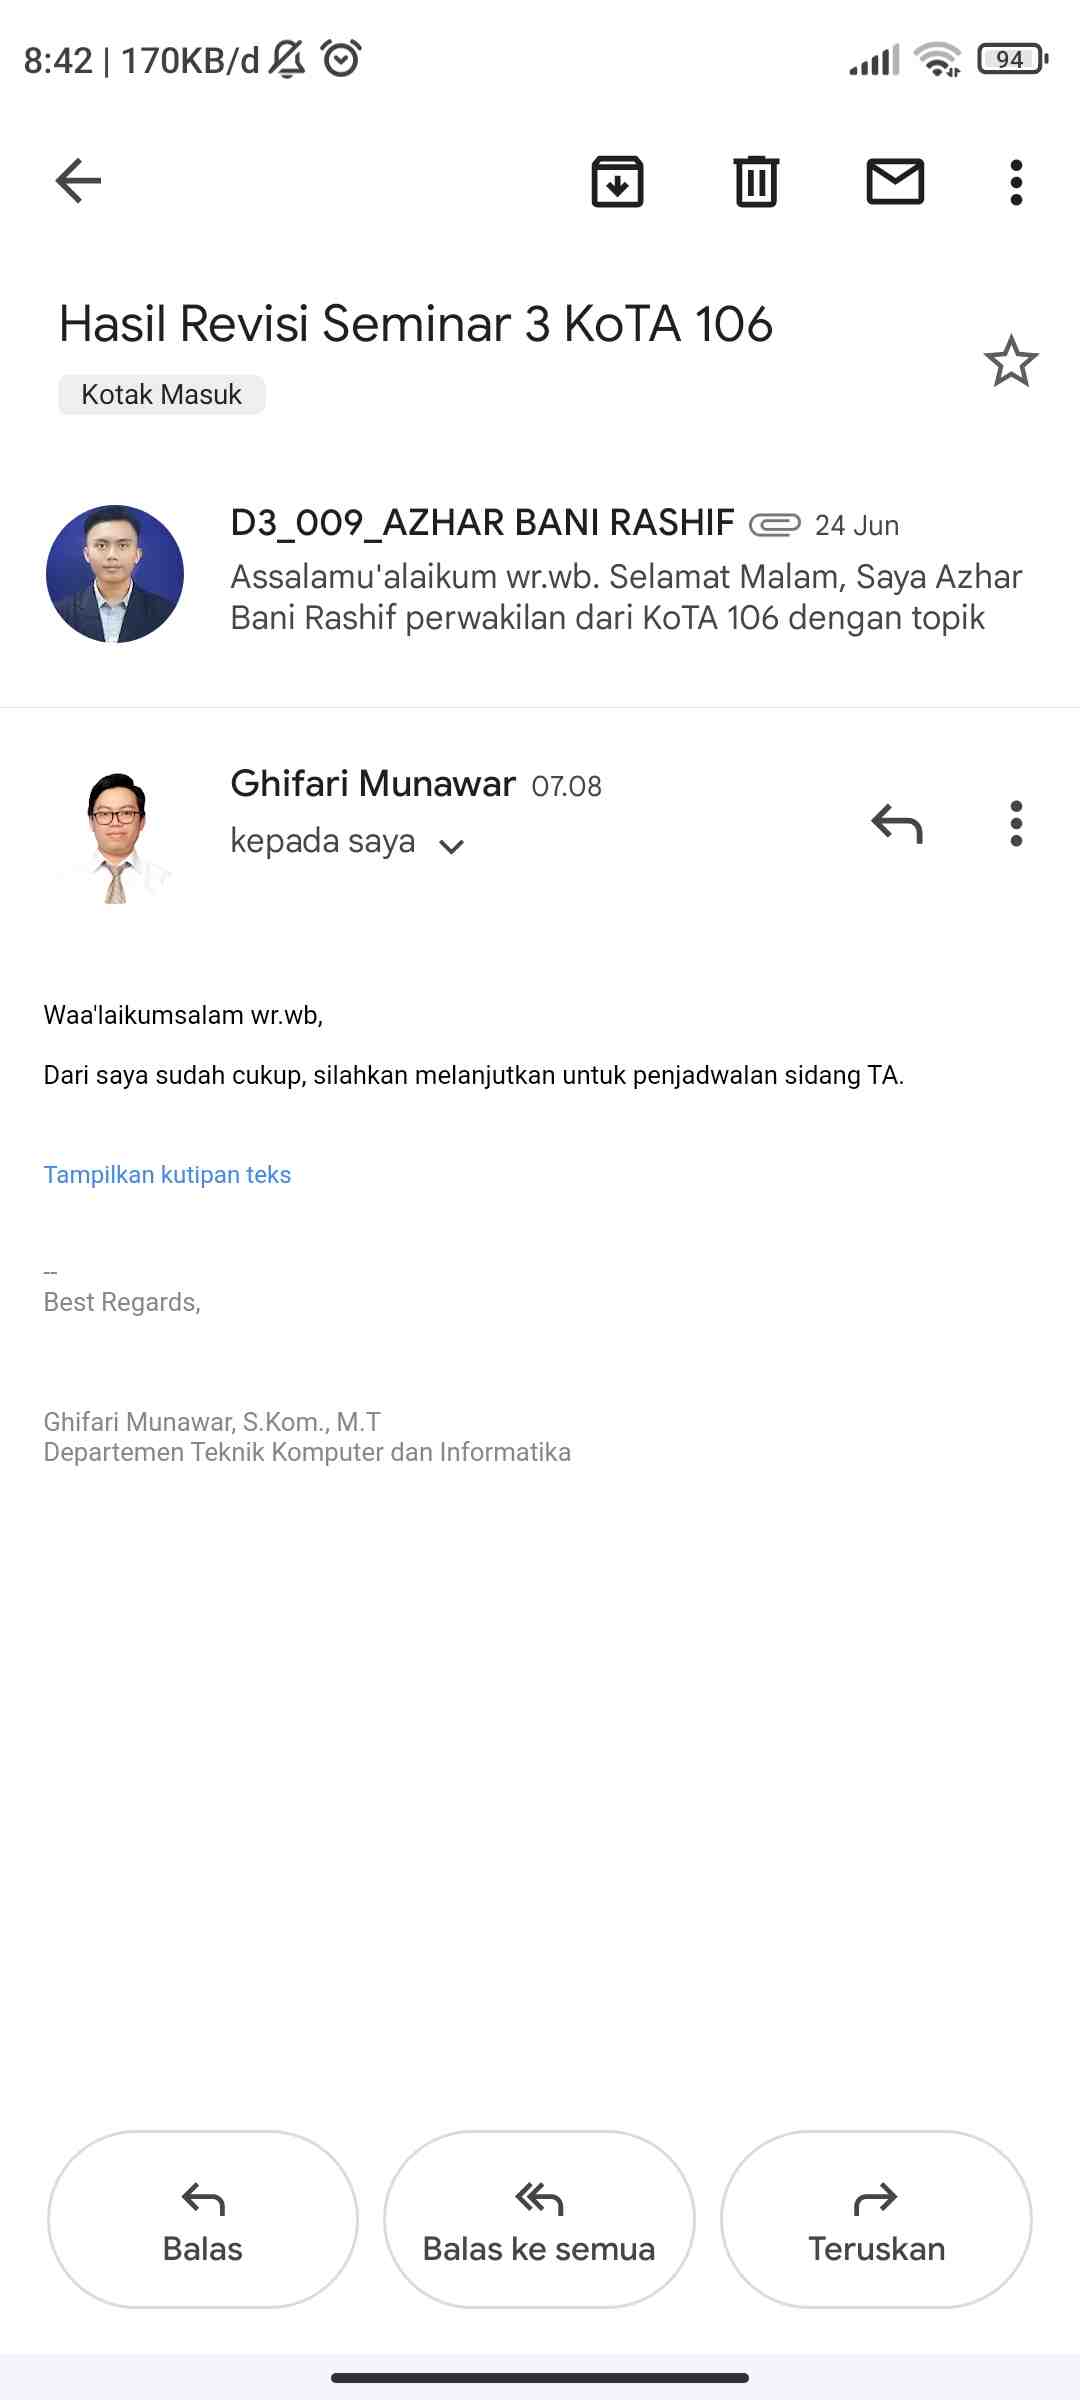 8:42 | 170KB/d
94
Hasil Revisi Seminar 3 KoTA 106
Kotak Masuk
D3_009_AZHAR BANI RASHIF 24 Jun
Assalamu'alaikum wr.wb. Selamat Malam, Saya Azhar
Bani Rashif perwakilan dari KoTA 106 dengan topik
Ghifari Munawar 07.08
kepada saya
Waa'laikumsalam wr.wb,
Dari saya sudah cukup, silahkan melanjutkan untuk penjadwalan sidang TA.
Tampilkan kutipan teks
--
Best Regards,
Ghifari Munawar, S.Kom., M.T
Departemen Teknik Komputer dan Informatika
Balas
Balas ke semua
Teruskan